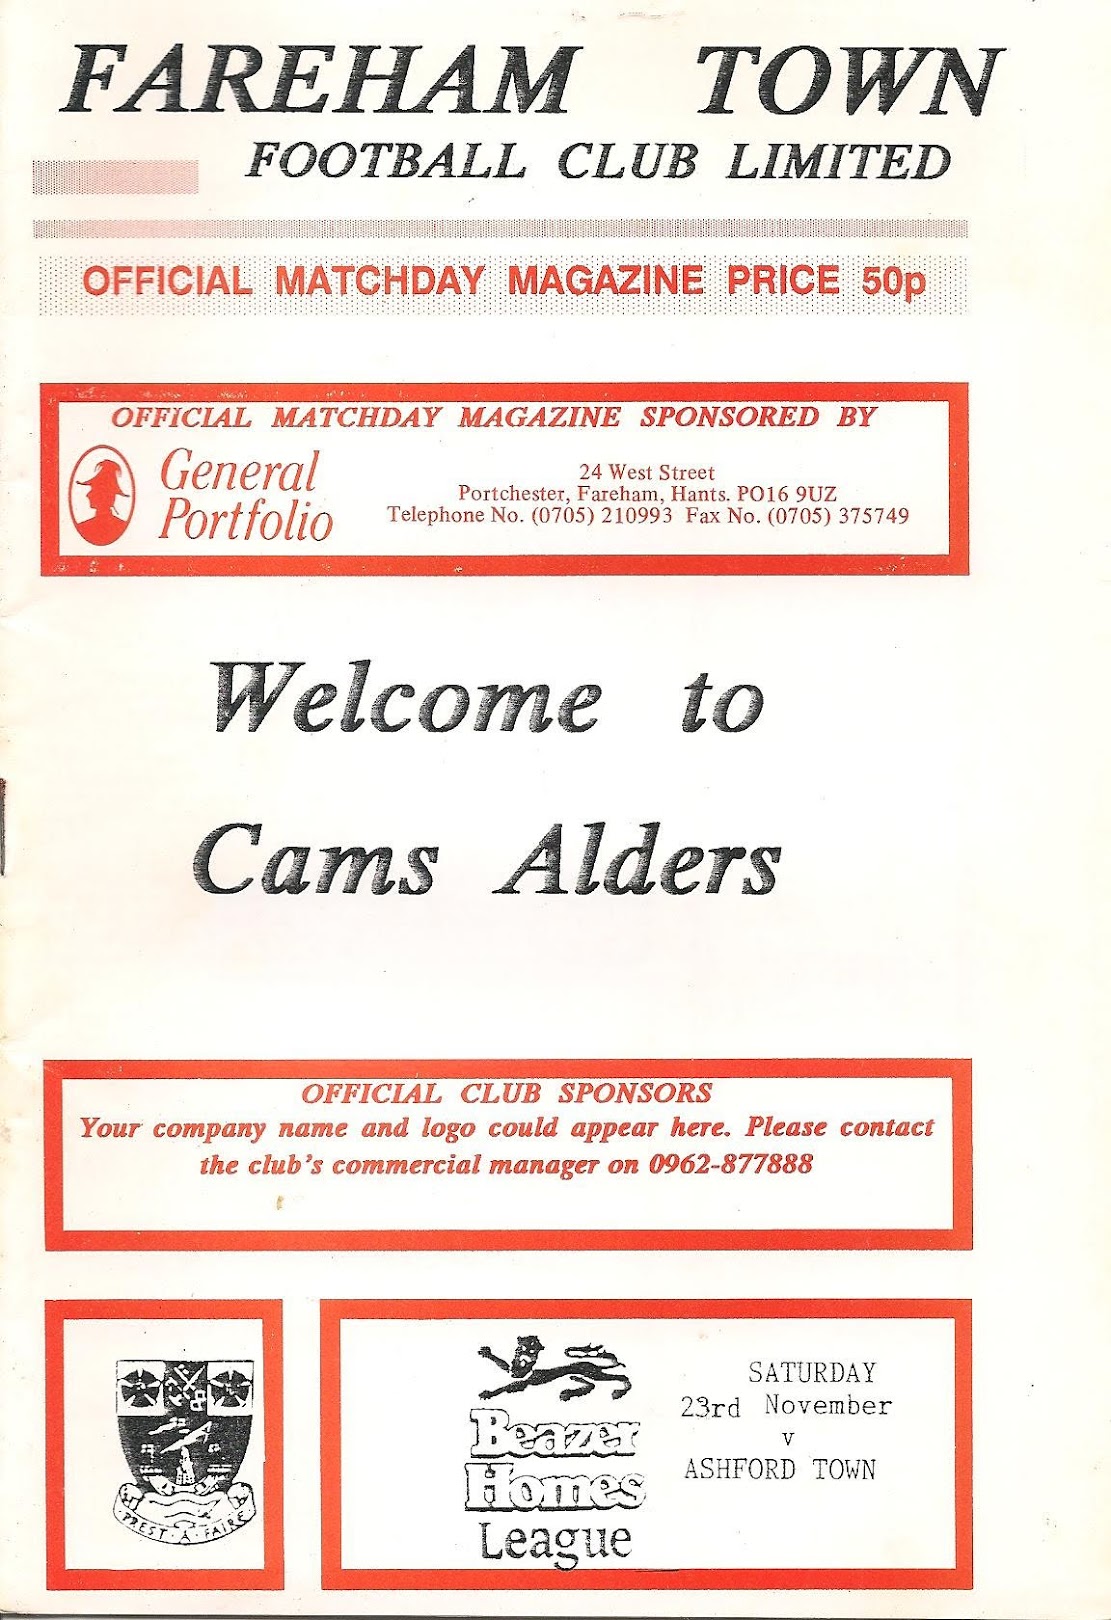 FAREHAM TOWN
FOOTBALL CLUB LIMITED
OFFICIAL MATCHDAY MAGAZINE PRICE 50p
OFFICIAL MATCHDAY MAGAZINE SPONSORED BY
General
Portfolio
24 West Street
Portchester, Fareham, Hants. PO16 9UZ
Telephone No. (0705) 210993 Fax No. (0705) 375749
Welcome to
Cams Alders
OFFICIAL CLUB SPONSORS
Your company name and logo could appear here. Please contact
the club's commercial manager on 0962-877888
PREST · A · FAIRE
Beazer
Homes
League
SATURDAY
23rd November
v
ASHFORD TOWN